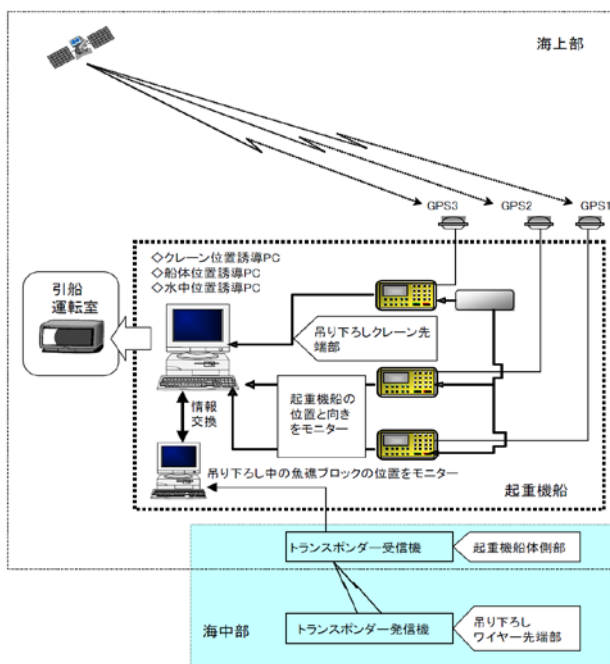 海上部
GPS3
GPS2
GPS1
◇クレーン位置誘導PC
◇船体位置誘導PC
◇水中位置誘導PC
引船
運転室
吊り下ろしクレーン先
端部
起重機船の
位置と向き
をモニター
情報
交換
吊り下ろし中の魚礁ブロックの位置をモニター
起重機船
トランスポンダー受信機
起重機船体側部
海中部
トランスポンダー発信機
吊り下ろし
ワイヤー先端部